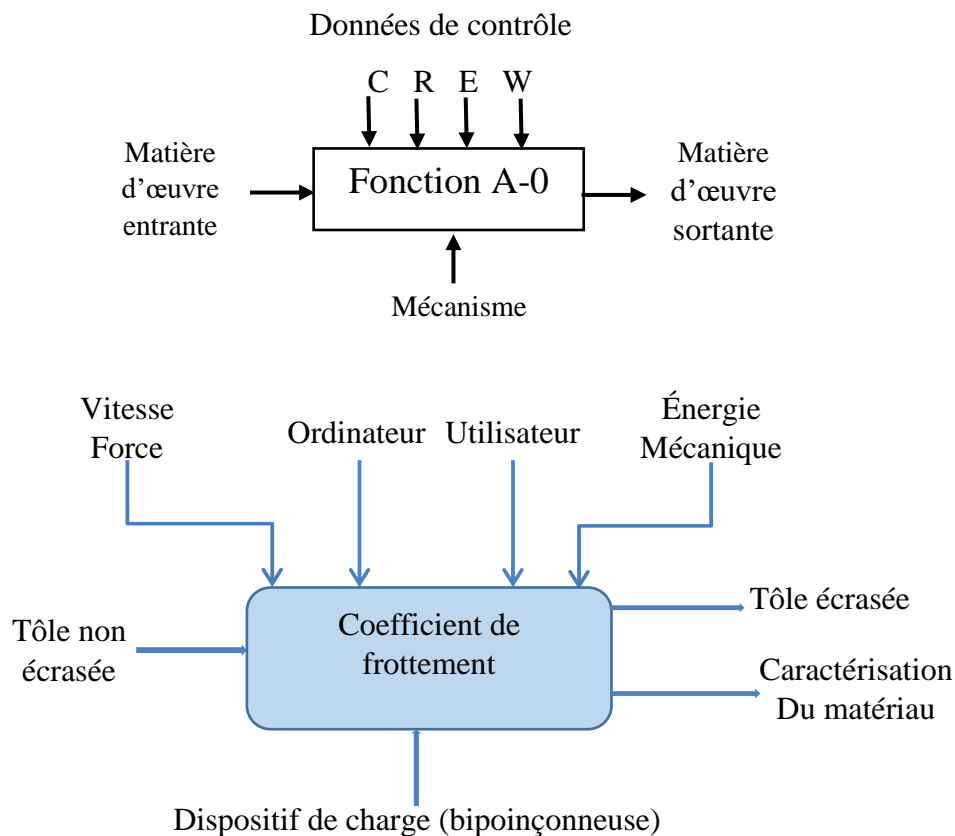 Données de contrôle
C R E W
Matière
d’œuvre
entrante
Fonction A-0
Matière
d’œuvre
sortante
Mécanisme
Vitesse
Force
Ordinateur
Utilisateur
Énergie
Mécanique
Tôle non
écrasée
Coefficient de
frottement
Tôle écrasée
Caractérisation
Du matériau
Dispositif de charge (bipoinçonneuse)